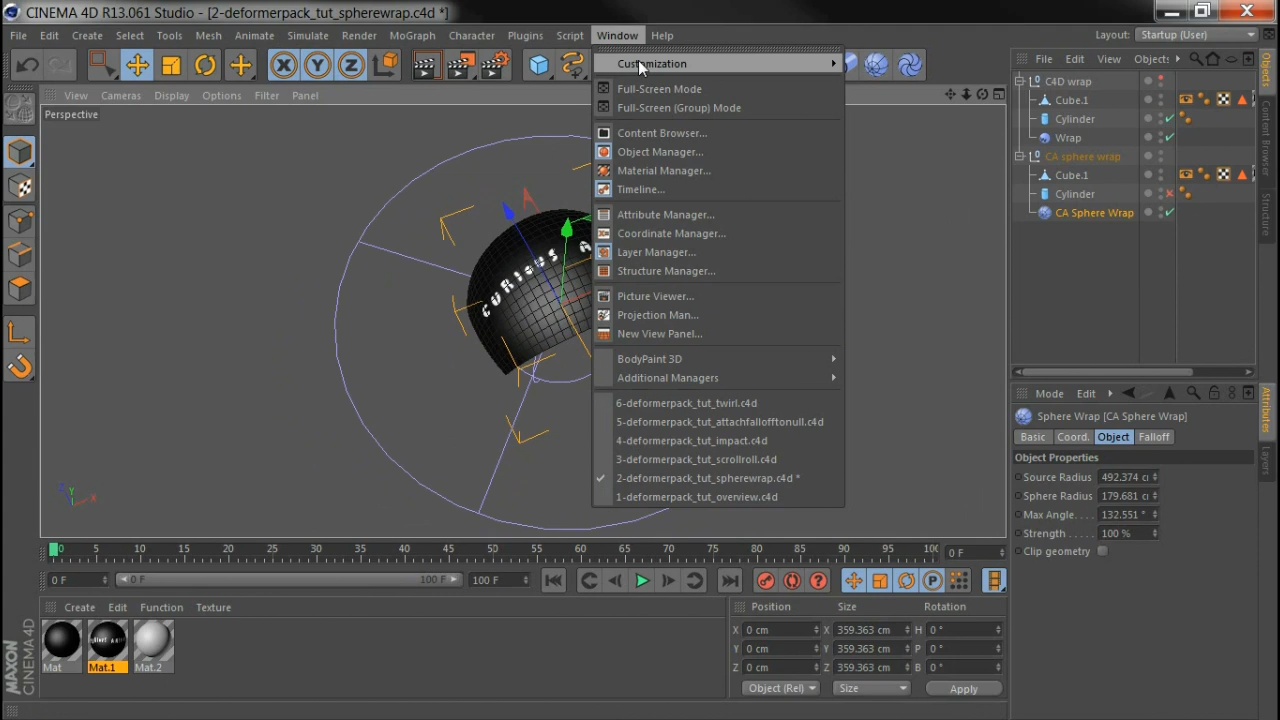 CINEMA 4D R13.061 Studio - [2-deformerpack_tut_spherewrap.c4d *]
File Edit Create Select Tools Mesh Animate Simulate Render MoGraph Character Plugins Script Window Help
Layout: Startup (User)
X Y Z
View Cameras Display Options Filter Panel
Perspective
Customization
Full-Screen Mode
Full-Screen (Group) Mode
Content Browser...
Object Manager...
Material Manager...
Timeline...
Attribute Manager...
Coordinate Manager...
Layer Manager...
Structure Manager...
Picture Viewer...
Projection Man...
New View Panel...
BodyPaint 3D
Additional Managers
6-deformerpack_tut_twirl.c4d
5-deformerpack_tut_attachfallofftonull.c4d
4-deformerpack_tut_impact.c4d
3-deformerpack_tut_scrollroll.c4d
2-deformerpack_tut_spherewrap.c4d *
1-deformerpack_tut_overview.c4d
CURIOUS A
Z Y X
File Edit View Objects
C4D wrap
Cube.1
Cylinder
Wrap
CA sphere wrap
Cube.1
Cylinder
CA Sphere Wrap
Objects
Content Browser
Structure
Mode Edit
Sphere Wrap [CA Sphere Wrap]
Basic Coord. Object Falloff
Object Properties
Source Radius 492.374 c
Sphere Radius 179.681 c
Max Angle. . . . 132.551 °
Strength. . . . . 100 %
Clip geometry
Attributes
Layers
0 5 10 15 20 25 30 35 40 45 50 55 60 65 70 75 80 85 90 95 100 0 F
0 F 0 F 100 F 100 F
P
Create Edit Function Texture
Mat Mat.1 Mat.2
MAXON CINEMA 4D
Position Size Rotation
X 0 cm X 359.363 cm H 0 °
Y 0 cm Y 359.363 cm P 0 °
Z 0 cm Z 359.363 cm B 0 °
Object (Rel) Size Apply